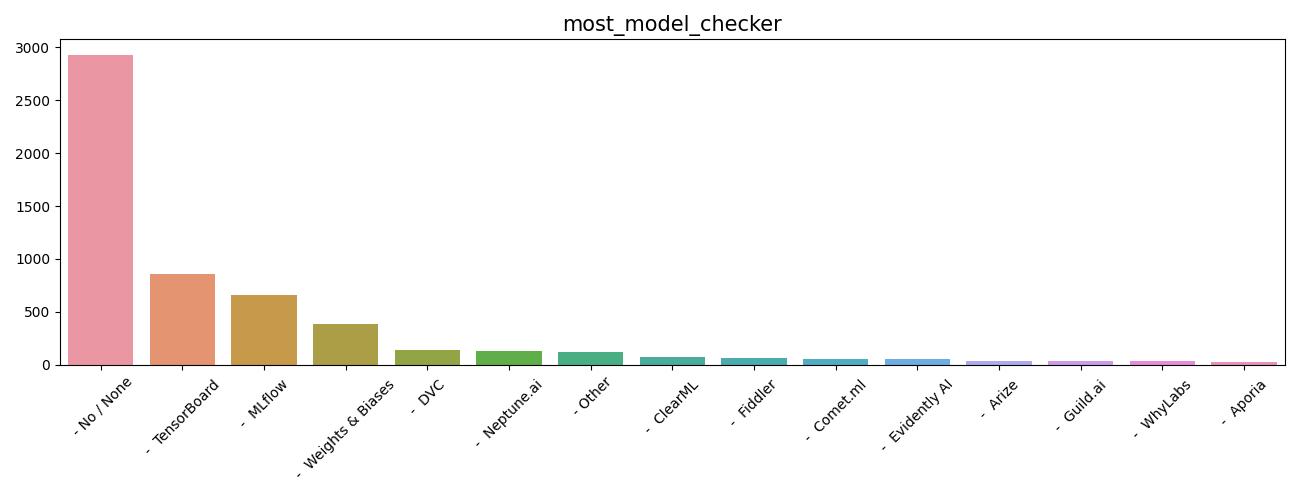 most_model_checker
3000
2500
2000
1500
1000
500
0
- No / None
- TensorBoard
- MLflow
- Weights & Biases
- DVC
- Neptune.ai
- Other
- ClearML
- Fiddler
- Comet.ml
- Evidently AI
- Arize
- Guild.ai
- WhyLabs
- Aporia